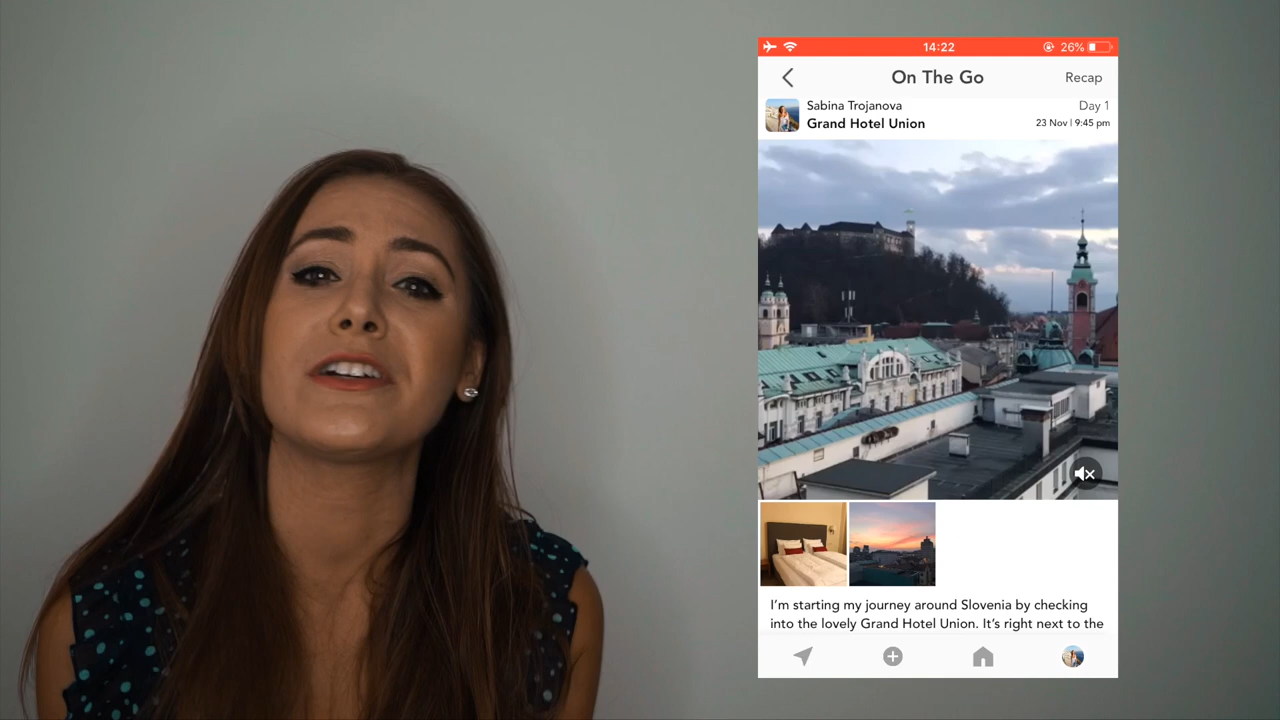 14:22
26%
On The Go
Recap
Sabina Trojanova
Day 1
Grand Hotel Union
23 Nov | 9:45 pm
I'm starting my journey around Slovenia by checking
into the lovely Grand Hotel Union. It's right next to the